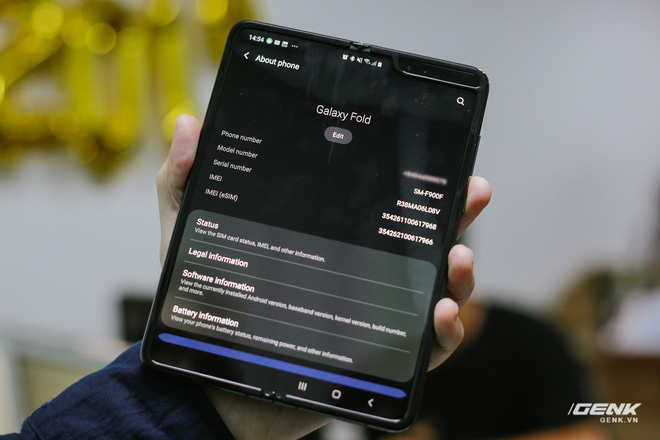 14:54
About phone
Galaxy Fold
Edit
Phone number
Model number SM-F900F
Serial number R38MA06L08V
IMEI 354261100617968
IMEI (eSIM) 354262100617966
Status
View the SIM card status, IMEI, and other information.
Legal information
Software information
View the currently installed Android version, baseband version, kernel version, build number,
and more.
Battery information
View your phone's battery status, remaining power, and other information.
GENK
GENK.VN